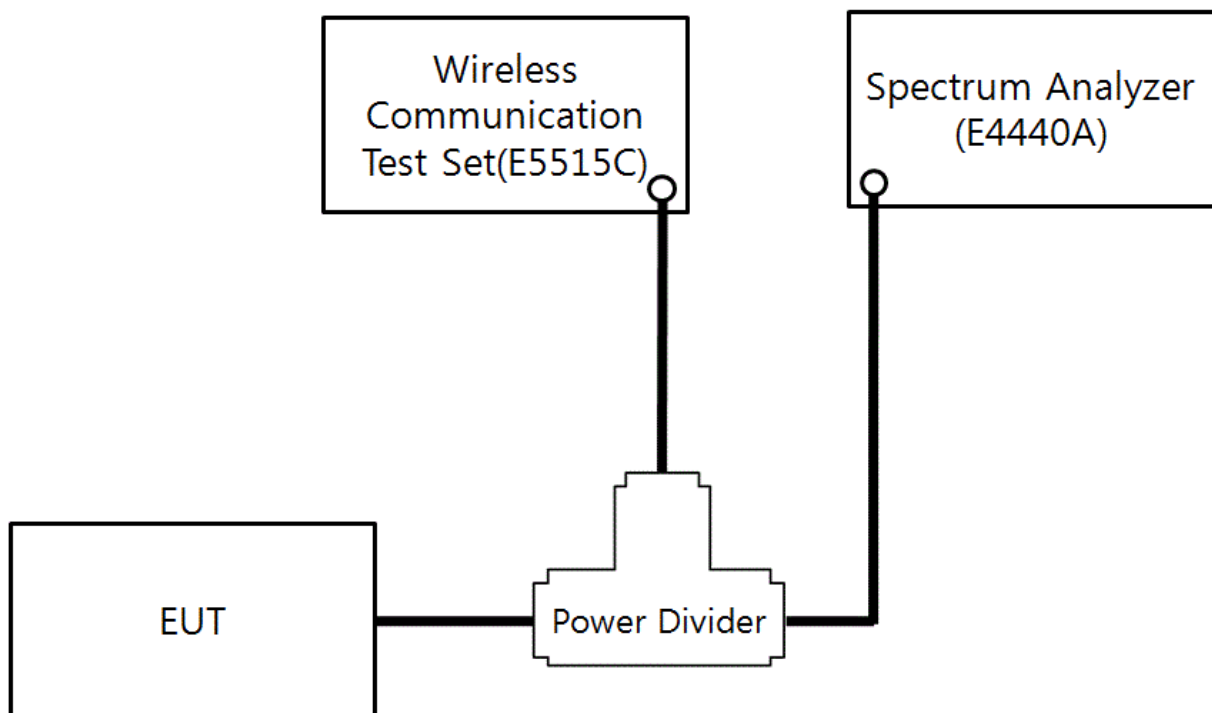 Wireless
Communication
Test Set(E5515C)
Spectrum Analyzer
(E4440A)
EUT
Power Divider